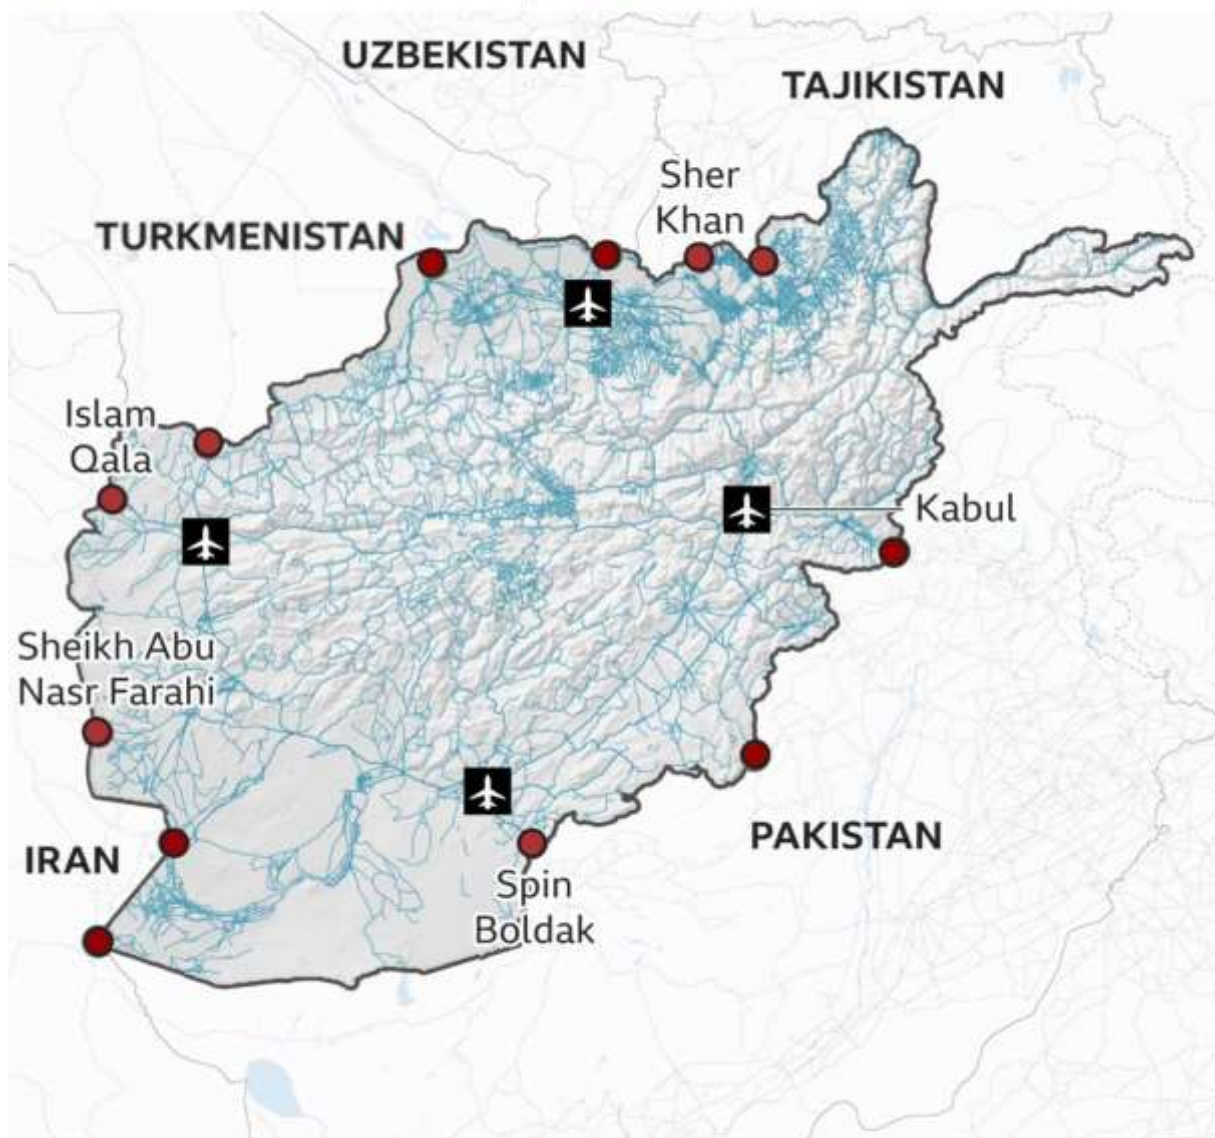 UZBEKISTAN
TAJIKISTAN
Sher
Khan
TURKMENISTAN
Islam
Qala
Kabul
Sheikh Abu
Nasr Farahi
PAKISTAN
IRAN
Spin
Boldak